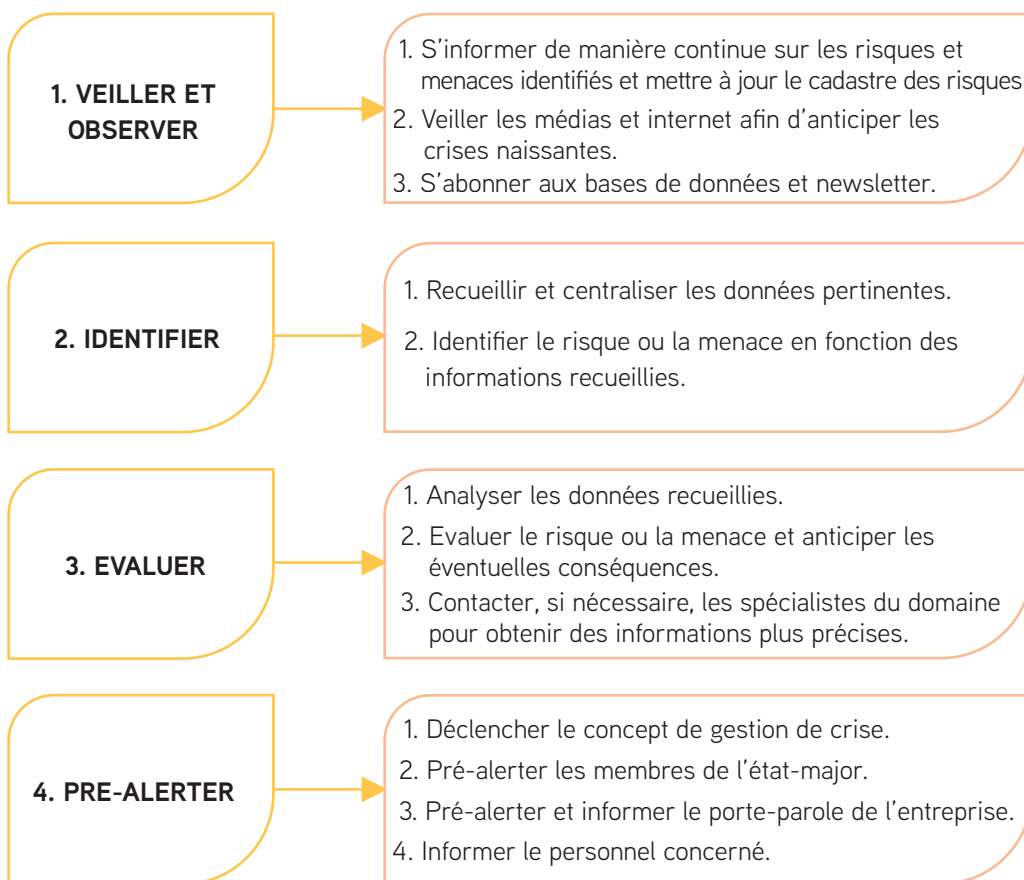 1. VEILLER ET
OBSERVER
1. S'informer de manière continue sur les risques et
menaces identifiés et mettre à jour le cadastre des risques.
2. Veiller les médias et internet afin d'anticiper les
crises naissantes.
3. S'abonner aux bases de données et newsletter.
2. IDENTIFIER
1. Recueillir et centraliser les données pertinentes.
2. Identifier le risque ou la menace en fonction des
informations recueillies.
3. EVALUER
1. Analyser les données recueillies.
2. Evaluer le risque ou la menace et anticiper les
éventuelles conséquences.
3. Contacter, si nécessaire, les spécialistes du domaine
pour obtenir des informations plus précises.
4. PRE-ALERTER
1. Déclencher le concept de gestion de crise.
2. Pré-alerter les membres de l'état-major.
3. Pré-alerter et informer le porte-parole de l'entreprise.
4. Informer le personnel concerné.